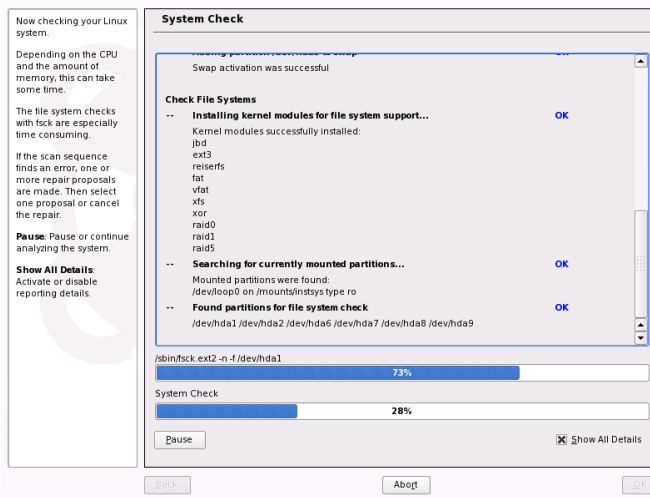 Now checking your Linux
system.
Depending on the CPU
and the amount of
memory, this can take
some time.
The file system checks
with fsck are especially
time consuming.
If the scan sequence
finds an error, one or
more repair proposals
are made. Then select
one proposal or cancel
the repair.
Pause: Pause or continue
analyzing the system.
Show All Details:
Activate or disable
reporting details.
System Check
Swap activation was successful
Check File Systems
-- Installing kernel modules for file system support... OK
Kernel modules successfully installed:
jbd
ext3
reiserfs
fat
vfat
xfs
xor
raid0
raid1
raid5
-- Searching for currently mounted partitions... OK
Mounted partitions were found:
/dev/loop0 on /mounts/instsys type ro
-- Found partitions for file system check OK
/dev/hda1 /dev/hda2 /dev/hda6 /dev/hda7 /dev/hda8 /dev/hda9
/sbin/fsck.ext2 -n -f /dev/hda1
73%
System Check
28%
Pause
Show All Details
Back
Abort
OK